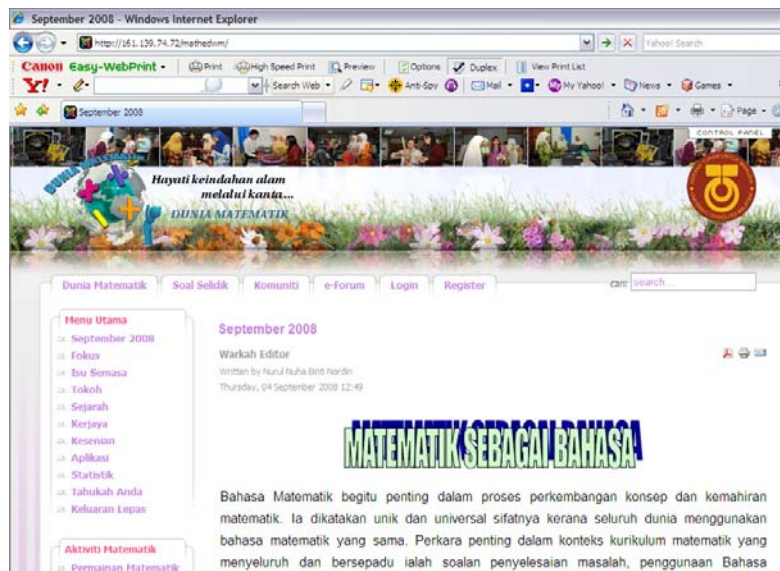 September 2008 - Windows Internet Explorer
http://161.139.74.72/mathedwm/
Yahoo! Search
Canon Easy-WebPrint Print High Speed Print Preview Options Duplex View Print List
Y! Search Web Anti-Spy Mail My Yahoo! News Games
September 2008
Page
CONTROL PANEL
DUNIA MATEMATIK
Hayati keindahan alam
melalui kanta...
DUNIA MATEMATIK
Dunia Matematik Soal Selidik Komuniti e-Forum Login Register
cari: search...
Menu Utama
September 2008
Fokus
Isu Semasa
Tokoh
Sejarah
Kerjaya
Kesenian
Aplikasi
Statistik
Tahukah Anda
Keluaran Lepas
Aktiviti Matematik
Permainan Matematik
September 2008
Warkah Editor
Written by Nurul Nuha Binti Nordin
Thursday, 04 September 2008 12:49
MATEMATIK SEBAGAI BAHASA
Bahasa Matematik begitu penting dalam proses perkembangan konsep dan kemahiran
matematik. Ia dikatakan unik dan universal sifatnya kerana seluruh dunia menggunakan
bahasa matematik yang sama. Perkara penting dalam konteks kurikulum matematik yang
menyeluruh dan bersepadu ialah soalan penyelesaian masalah, penggunaan Bahasa